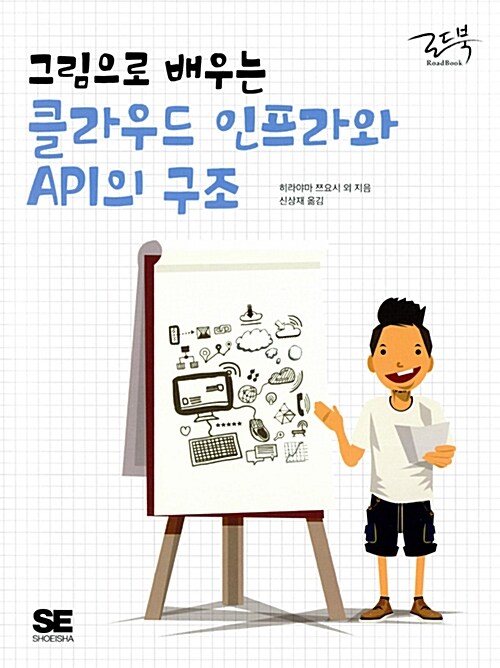 로드북
RoadBook
그림으로 배우는
클라우드 인프라와
API의 구조
히라야마 쯔요시 외 지음
신상재 옮김
SE
SHOEISHA